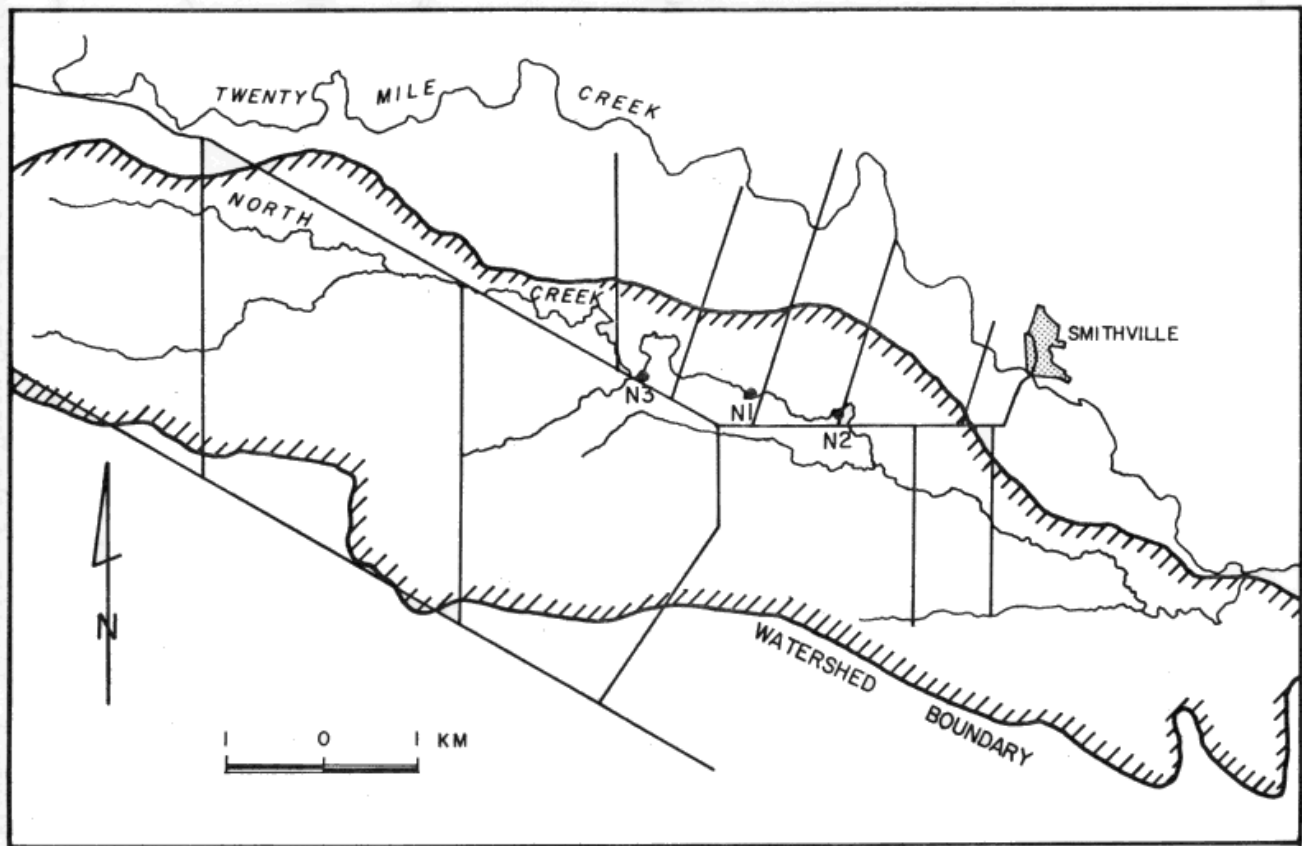 TWENTY MILE CREEK
NORTH
CREEK
SMITHVILLE
N3
N1
N2
N
WATERSHED
BOUNDARY
1 0 1 KM